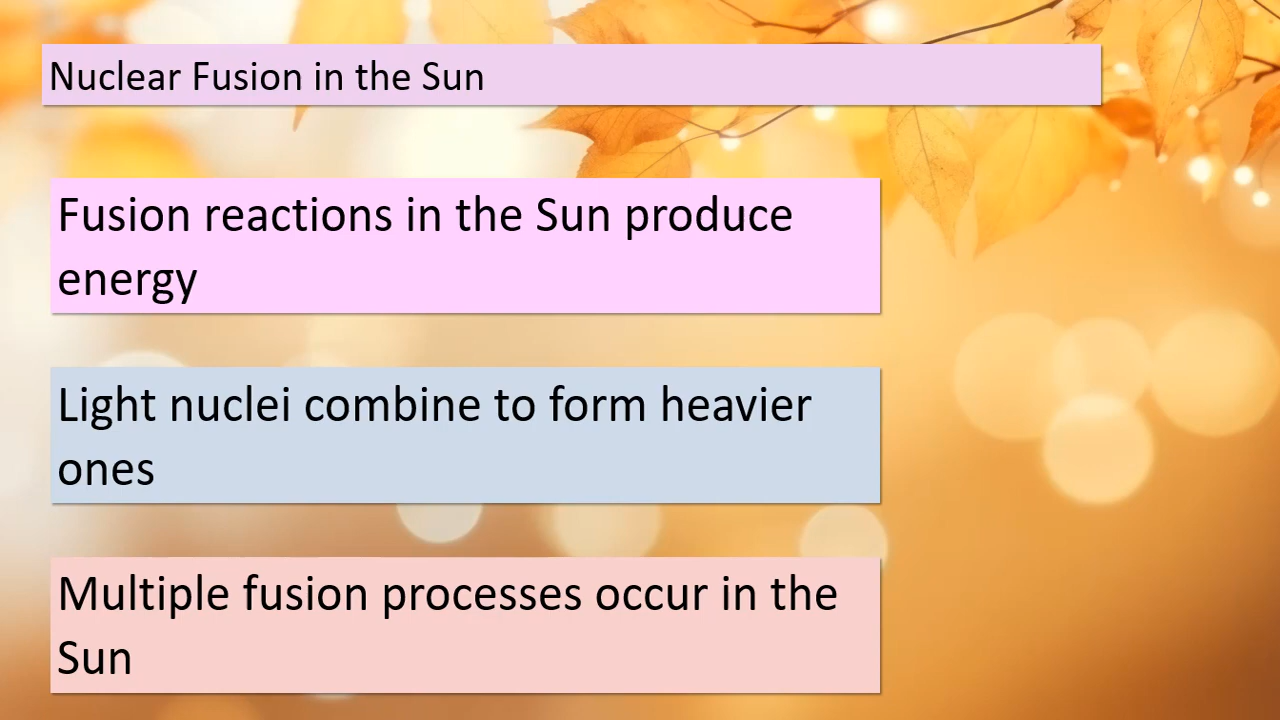 Nuclear Fusion in the Sun
Fusion reactions in the Sun produce
energy
Light nuclei combine to form heavier
ones
Multiple fusion processes occur in the
Sun